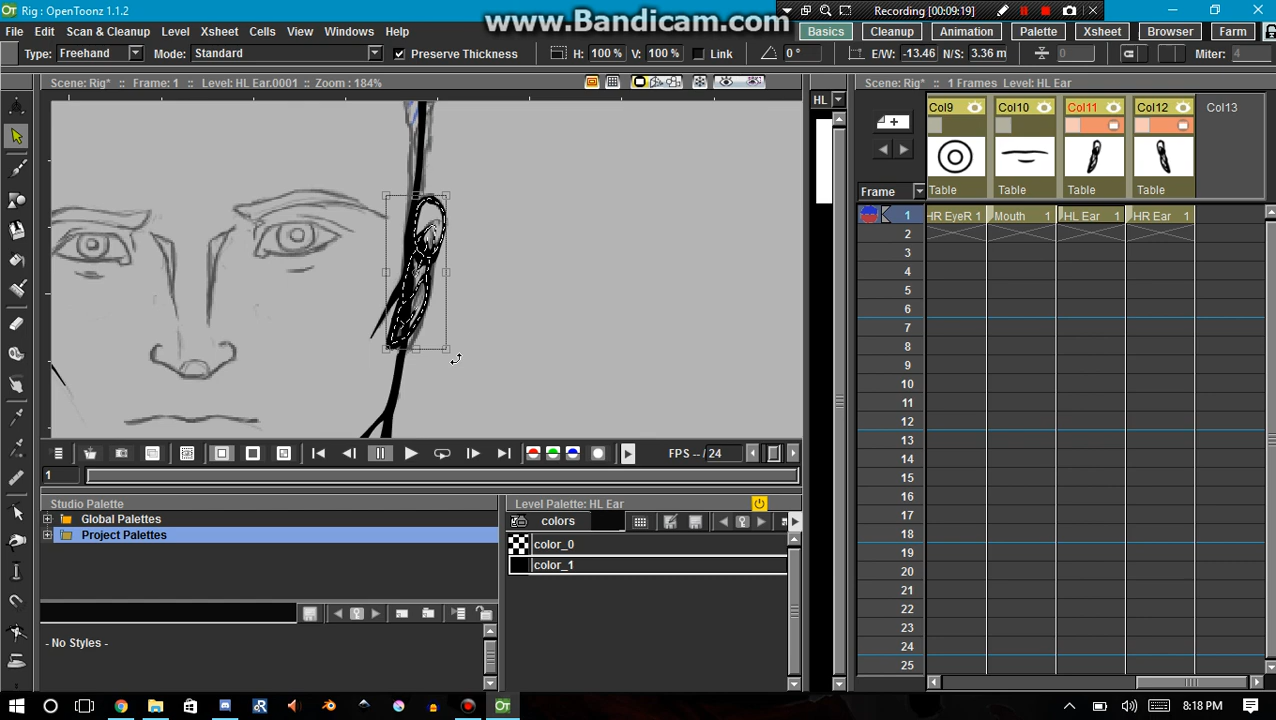 Rig : OpenToonz 1.1.2
www.Bandicam.com
Recording [00:09:19]
File Edit Scan & Cleanup Level Xsheet Cells View Windows Help
Basics Cleanup Animation Palette Xsheet Browser Farm
Type: Freehand Mode: Standard Preserve Thickness H: 100 % V: 100 % Link 0 ° E/W: -13.46 N/S: 3.36 m 0 Miter: 4
Scene: Rig* :: Frame: 1 :: Level: HL Ear.0001 :: Zoom : 184%
HL
Scene: Rig* :: 1 Frames Level: HL Ear
Col9 Col10 Col11 Col12 Col13
Table Table Table Table
Frame
1 HR EyeR 1 Mouth 1 HL Ear 1 HR Ear 1
2
3
4
5
6
7
8
9
10
11
12
13
14
15
16
17
18
19
20
21
22
23
24
25
FPS -- / 24
1
Studio Palette
Global Palettes
Project Palettes
- No Styles -
Level Palette: HL Ear
colors
color_0
color_1
8:18 PM